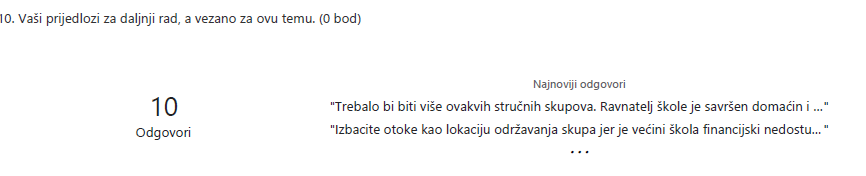 10. Vaši prijedlozi za daljnji rad, a vezano za ovu temu. (0 bod)
10
Odgovori
Najnoviji odgovori
"Trebalo bi biti više ovakvih stručnih skupova. Ravnatelj škole je savršen domaćin i ..."
"Izbacite otoke kao lokaciju održavanja skupa jer je većini škola financijski nedostu... "
...